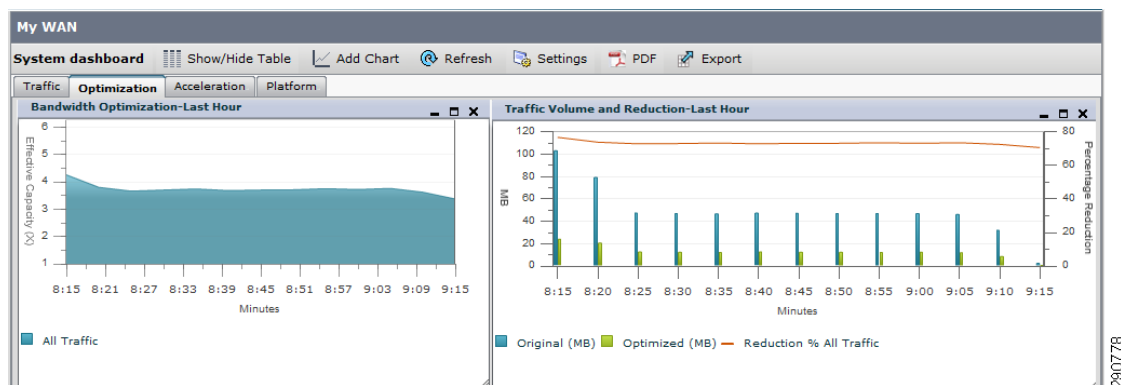 My WAN
System dashboard Show/Hide Table Add Chart Refresh Settings PDF Export
Traffic Optimization Acceleration Platform
Bandwidth Optimization-Last Hour
Effective Capacity (X)
6
5
4
3
2
1
8:15 8:21 8:27 8:33 8:39 8:45 8:51 8:57 9:03 9:09 9:15
Minutes
All Traffic
Traffic Volume and Reduction-Last Hour
MB
120
100
80
60
40
20
0
80
60
40
20
0
Percentage Reduction
8:15 8:20 8:25 8:30 8:35 8:40 8:45 8:50 8:55 9:00 9:05 9:10 9:15
Minutes
Original (MB) Optimized (MB) Reduction % All Traffic
290778